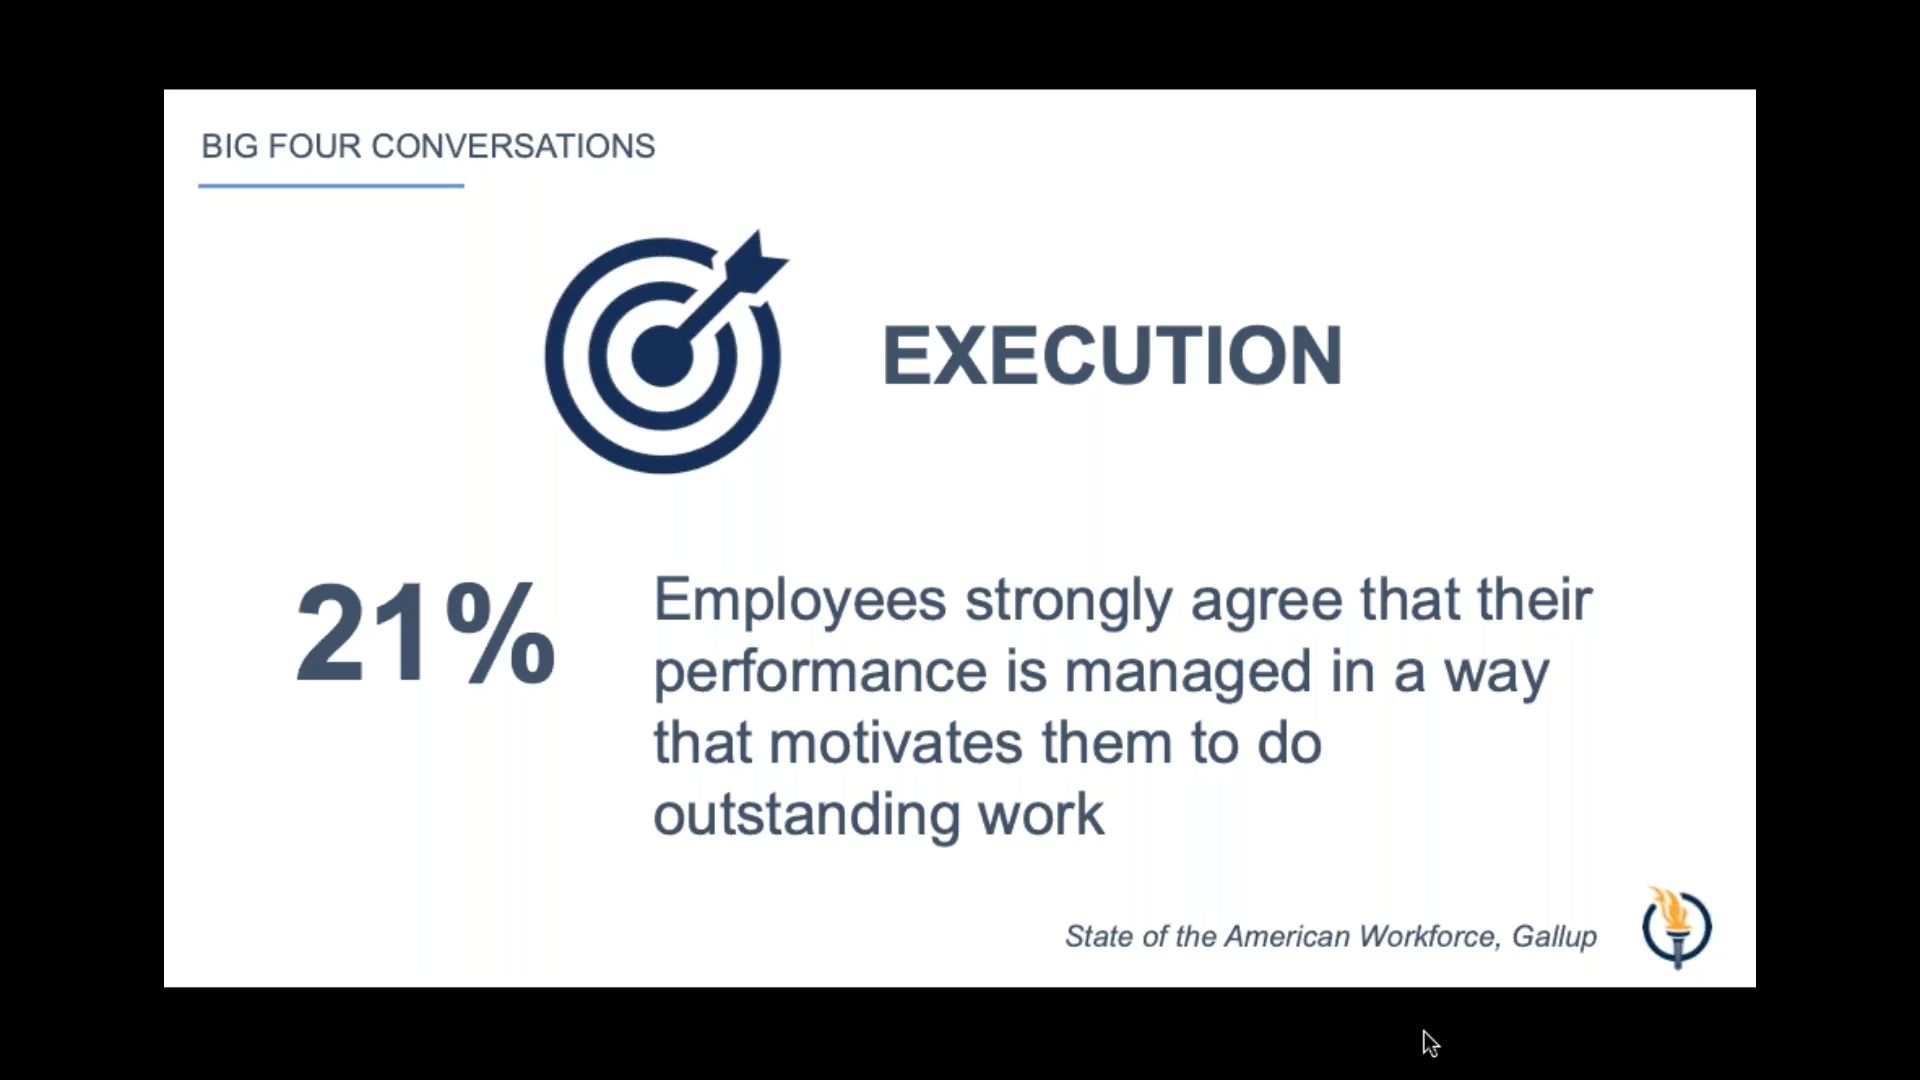 BIG FOUR CONVERSATIONS
EXECUTION
21%
Employees strongly agree that their
performance is managed in a way
that motivates them to do
outstanding work
State of the American Workforce, Gallup